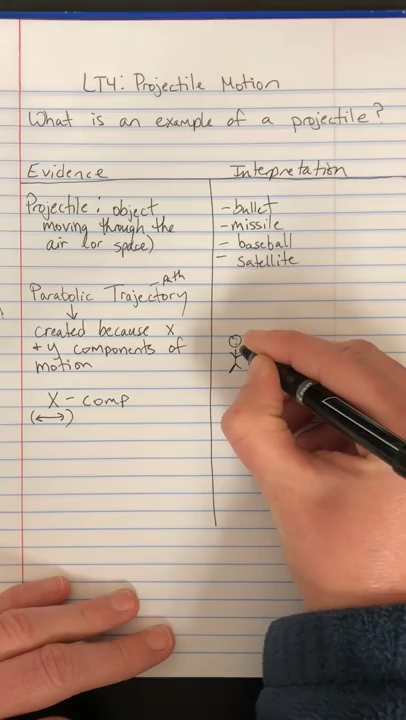 LT4: Projectile Motion
What is an example of a projectile?
Evidence
Interpretation
Projectile: object
moving through the
air (or space)
- bullet
- missile
- baseball
- satellite
- Path
Parabolic Trajectory
↓
created because x
+ y components of
motion
X - comp
(↔)